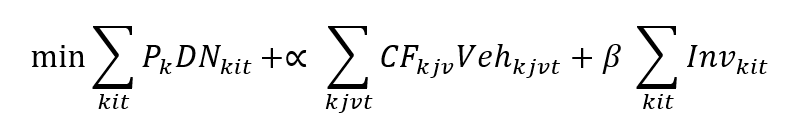 min ∑_{kit} P_k DN_{kit} +∝ ∑_{kjvt} CF_{kjv} Veh_{kjvt} + β ∑_{kit} Inv_{kit}